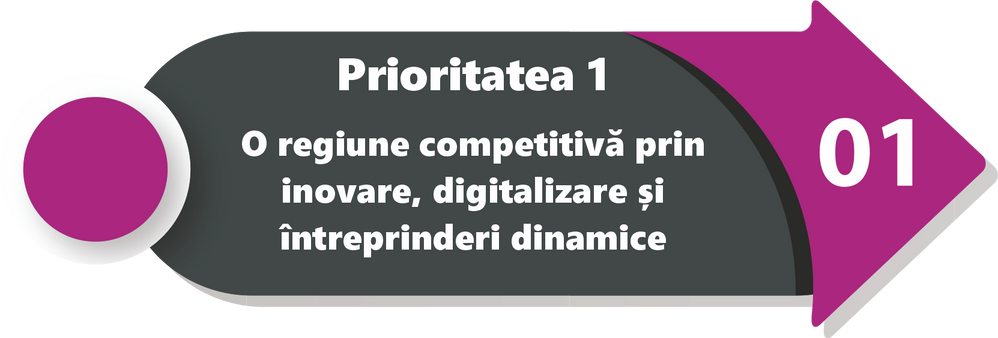 Prioritatea 1
O regiune competitivă prin
inovare, digitalizare și
întreprinderi dinamice
01